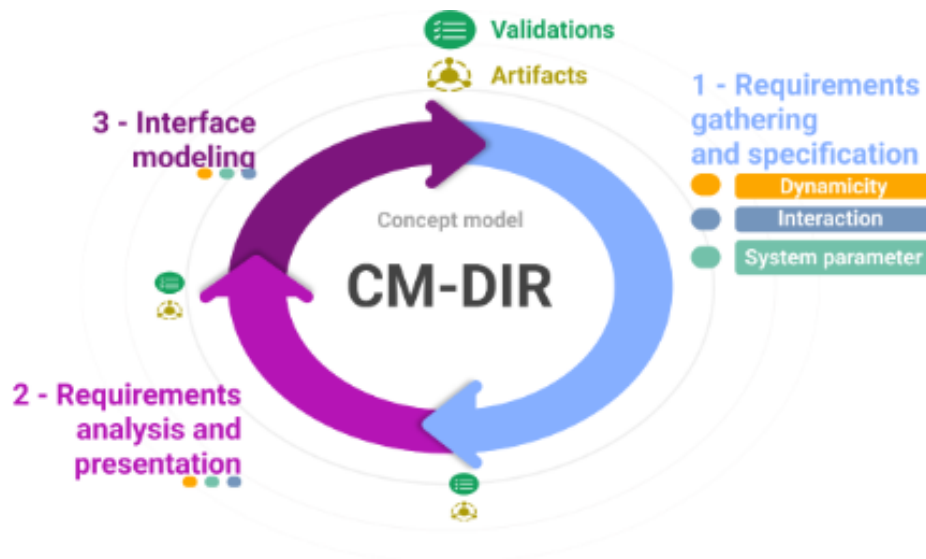 Validations
Artifacts
1 - Requirements
gathering
and specification
Dynamicity
Interaction
System parameter
3 - Interface
modeling
Concept model
CM-DIR
2 - Requirements
analysis and
presentation